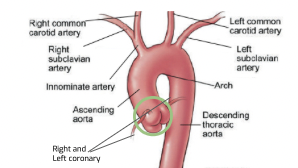 Right common
carotid artery
Left common
carotid artery
Right
subclavian
artery
Left
subclavian
artery
Innominate artery
Arch
Ascending
aorta
Descending
thoracic
aorta
Right and
Left coronary